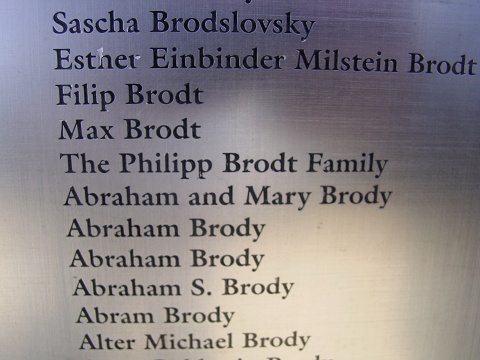 Sascha Brodslovsky
Esther Einbinder Milstein Brodt
Filip Brodt
Max Brodt
The Philipp Brodt Family
Abraham and Mary Brody
Abraham Brody
Abraham Brody
Abraham S. Brody
Abram Brody
Alter Michael Brody
Brody